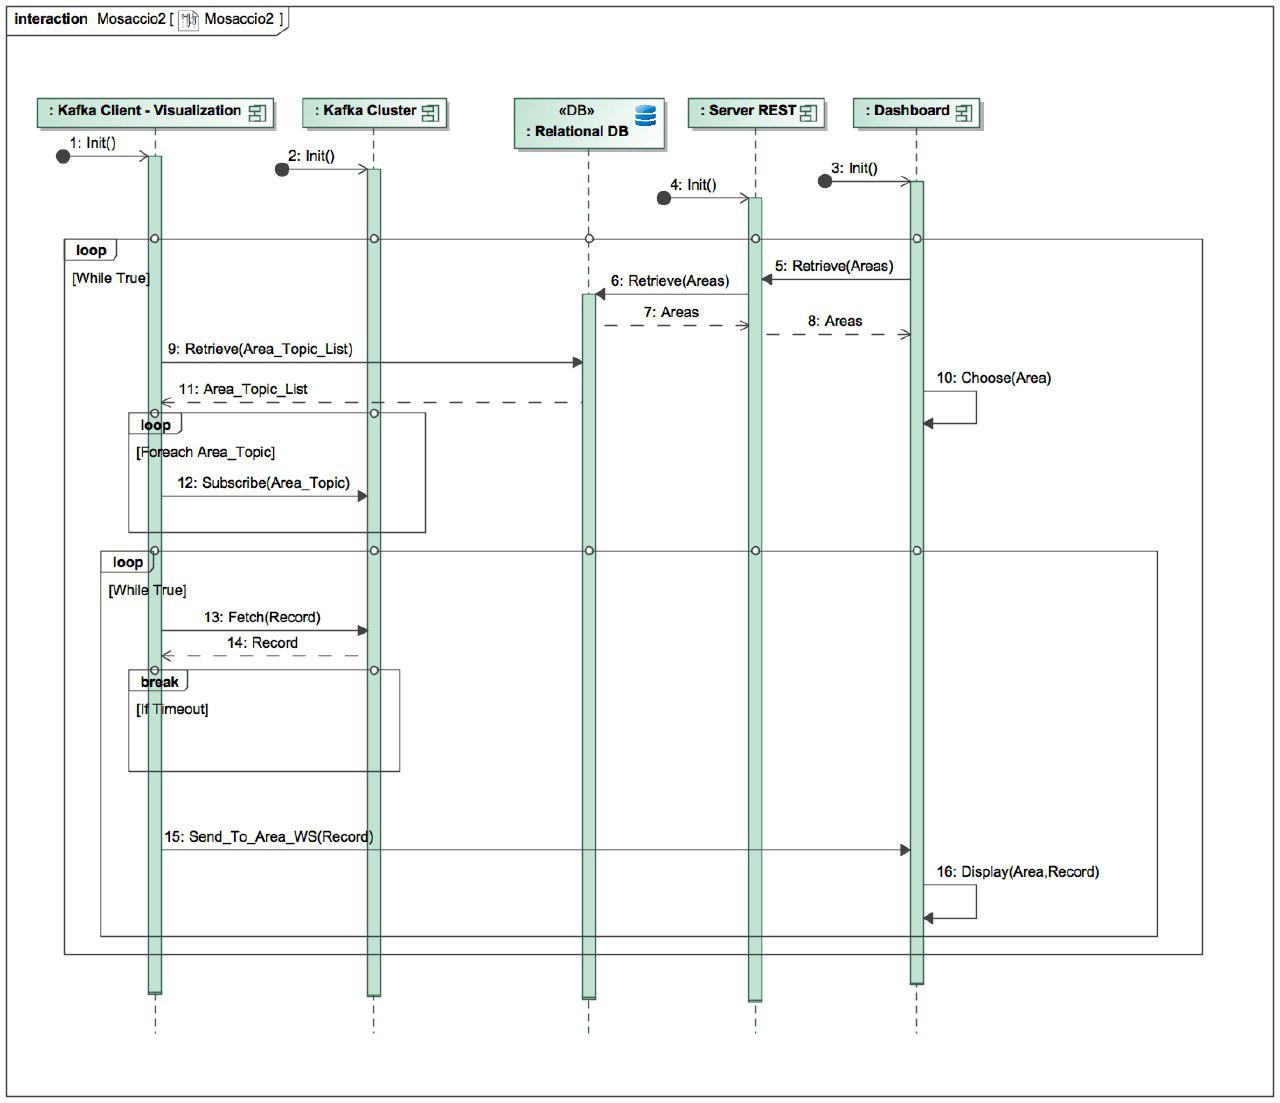 interaction Mosaccio2 [ Mosaccio2 ]
: Kafka Client - Visualization
: Kafka Cluster
«DB»
: Relational DB
: Server REST
: Dashboard
1: Init()
2: Init()
3: Init()
4: Init()
loop
[While True]
5: Retrieve(Areas)
6: Retrieve(Areas)
7: Areas
8: Areas
9: Retrieve(Area_Topic_List)
10: Choose(Area)
11: Area_Topic_List
loop
[Foreach Area_Topic]
12: Subscribe(Area_Topic)
loop
[While True]
13: Fetch(Record)
14: Record
break
[If Timeout]
15: Send_To_Area_WS(Record)
16: Display(Area,Record)